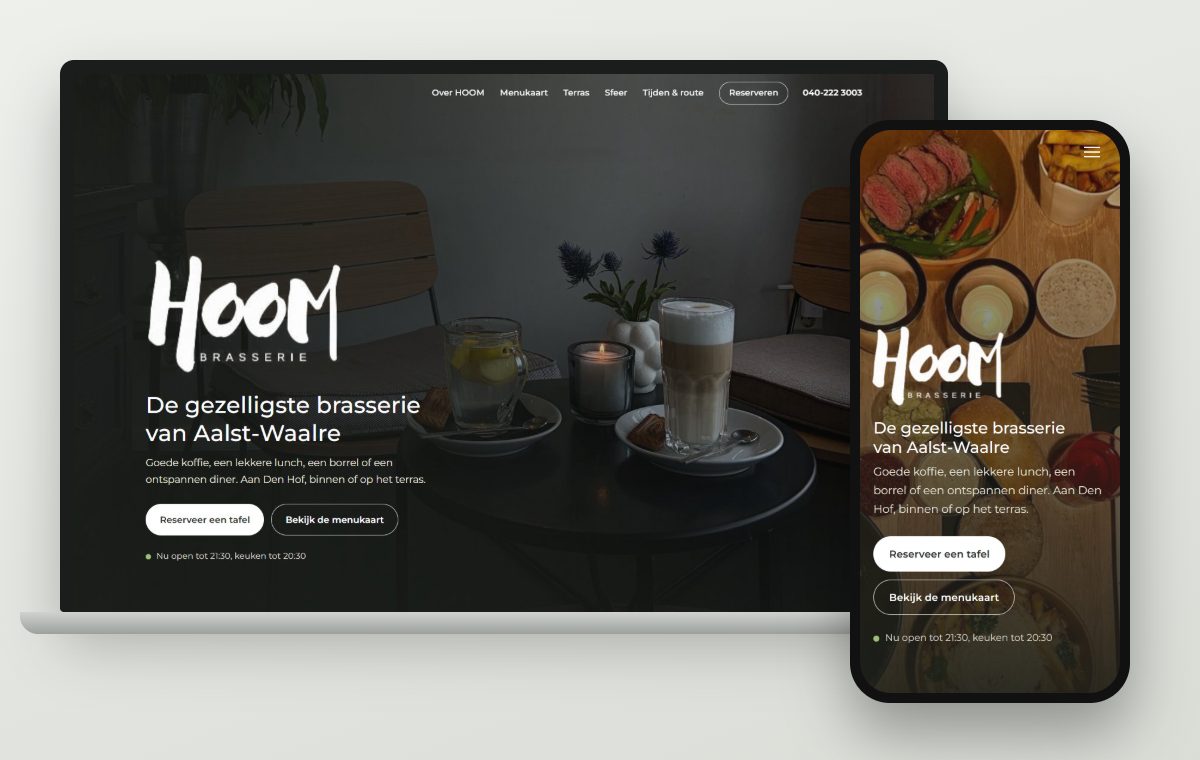 Over HOOM Menukaart Terras Sfeer Tijden & route Reserveren 040-222 3003
HOOM
BRASSERIE
De gezelligste brasserie
van Aalst-Waalre
Goede koffie, een lekkere lunch, een borrel of een
ontspannen diner. Aan Den Hof, binnen of op het terras.
Reserveer een tafel Bekijk de menukaart
Nu open tot 21:30, keuken tot 20:30
HOOM
BRASSERIE
De gezelligste brasserie
van Aalst-Waalre
Goede koffie, een lekkere lunch, een
borrel of een ontspannen diner. Aan Den
Hof, binnen of op het terras.
Reserveer een tafel
Bekijk de menukaart
Nu open tot 21:30, keuken tot 20:30